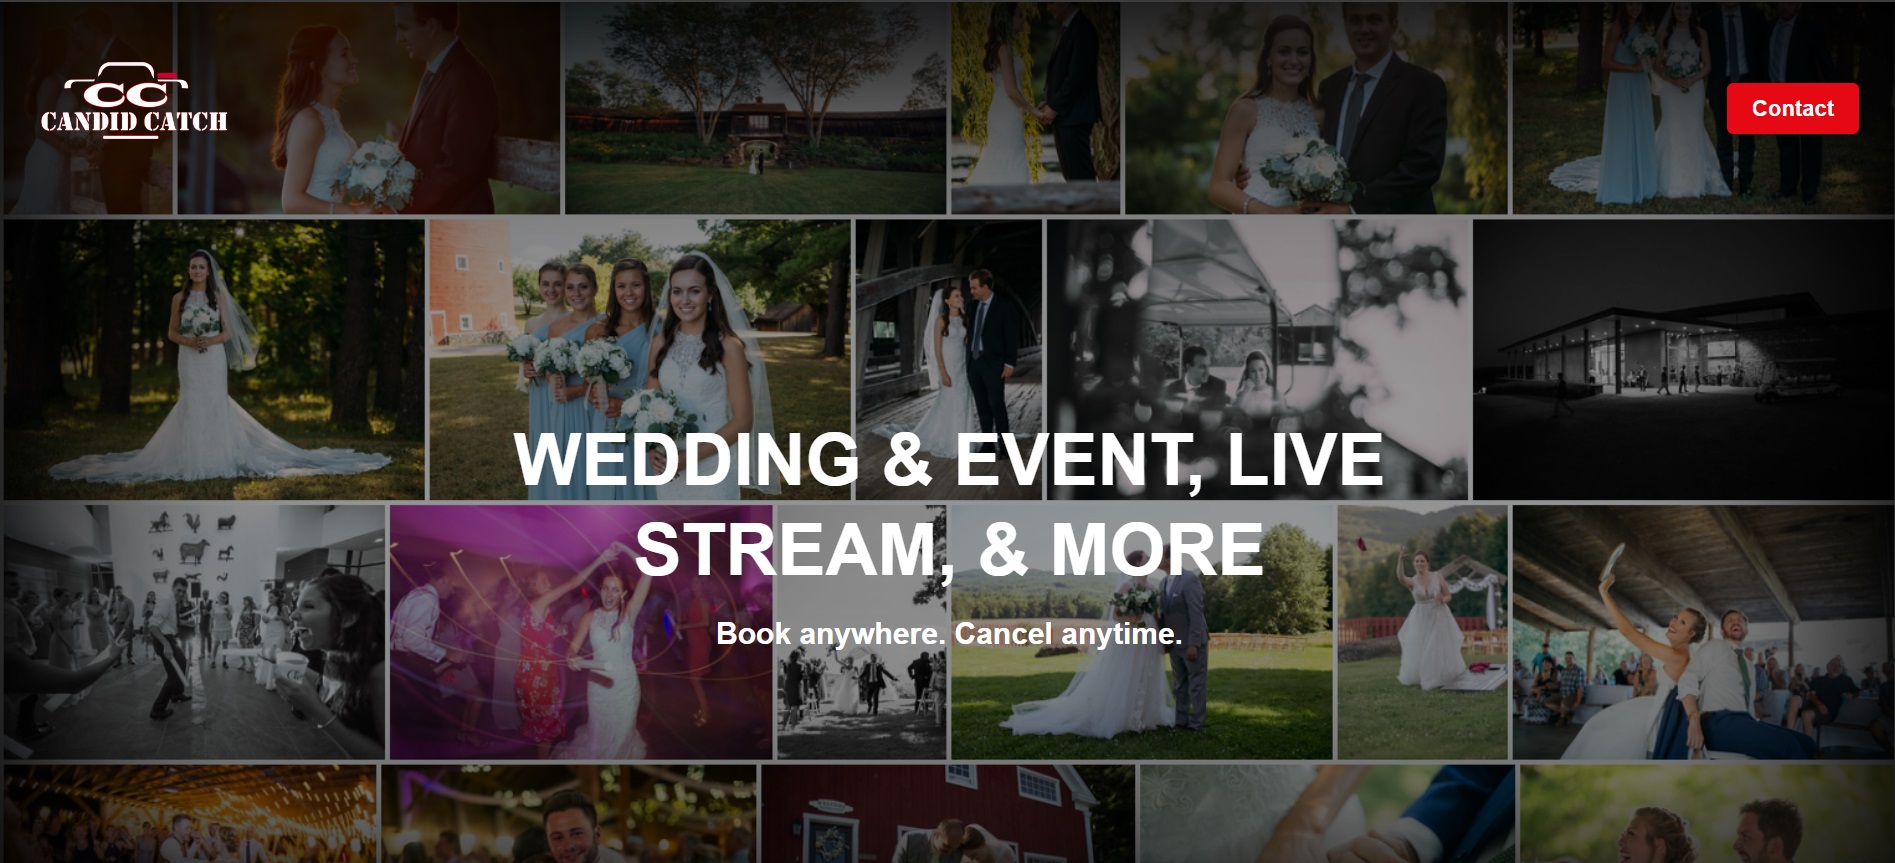 CC
CANDID CATCH
Contact
WEDDING & EVENT, LIVE
STREAM, & MORE
Book anywhere. Cancel anytime.